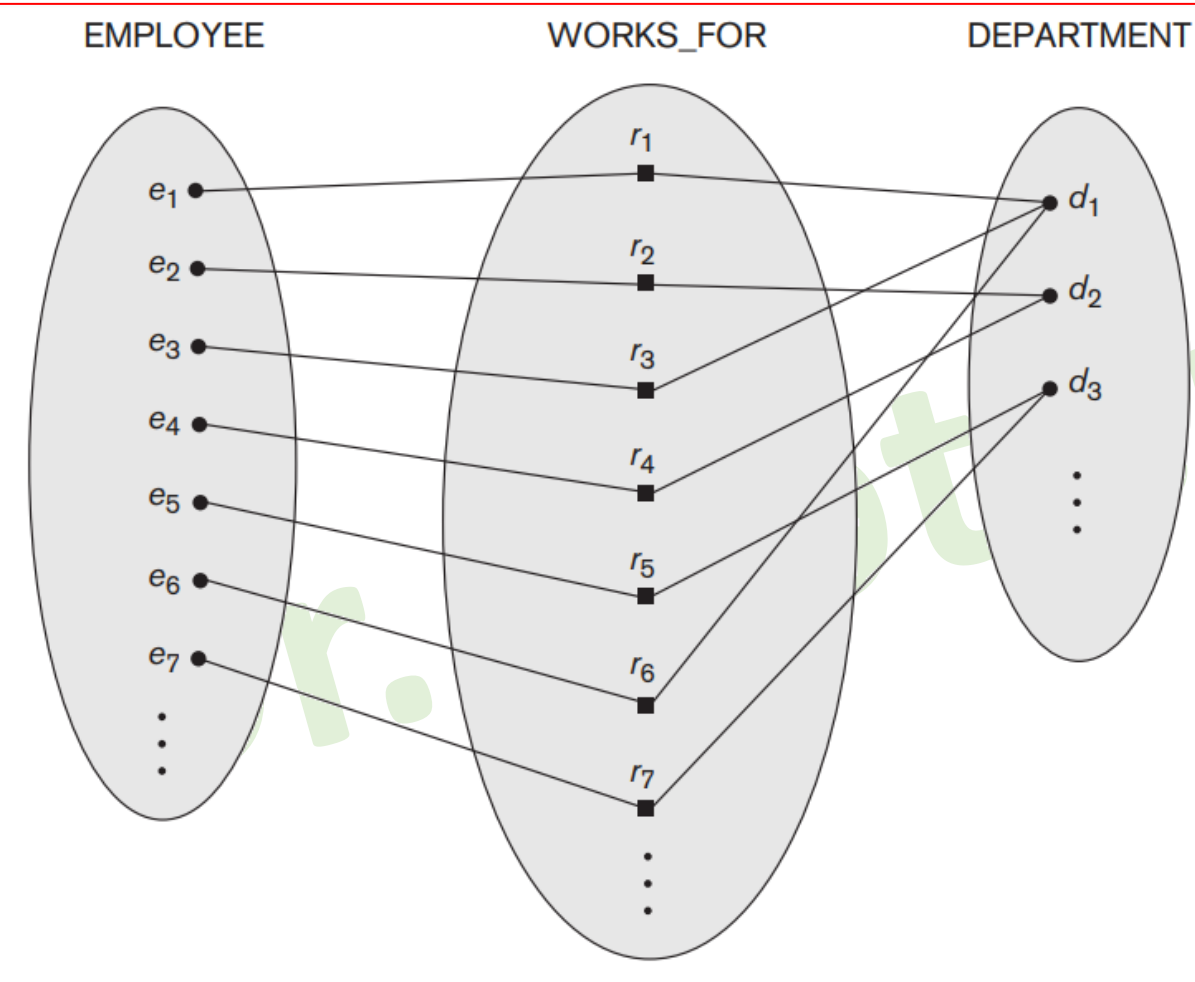 EMPLOYEE WORKS_FOR DEPARTMENT
r1
e1 d1
r2
e2 d2
e3 r3 d3
e4 r4
e5 r5
e6 r6
e7 r7